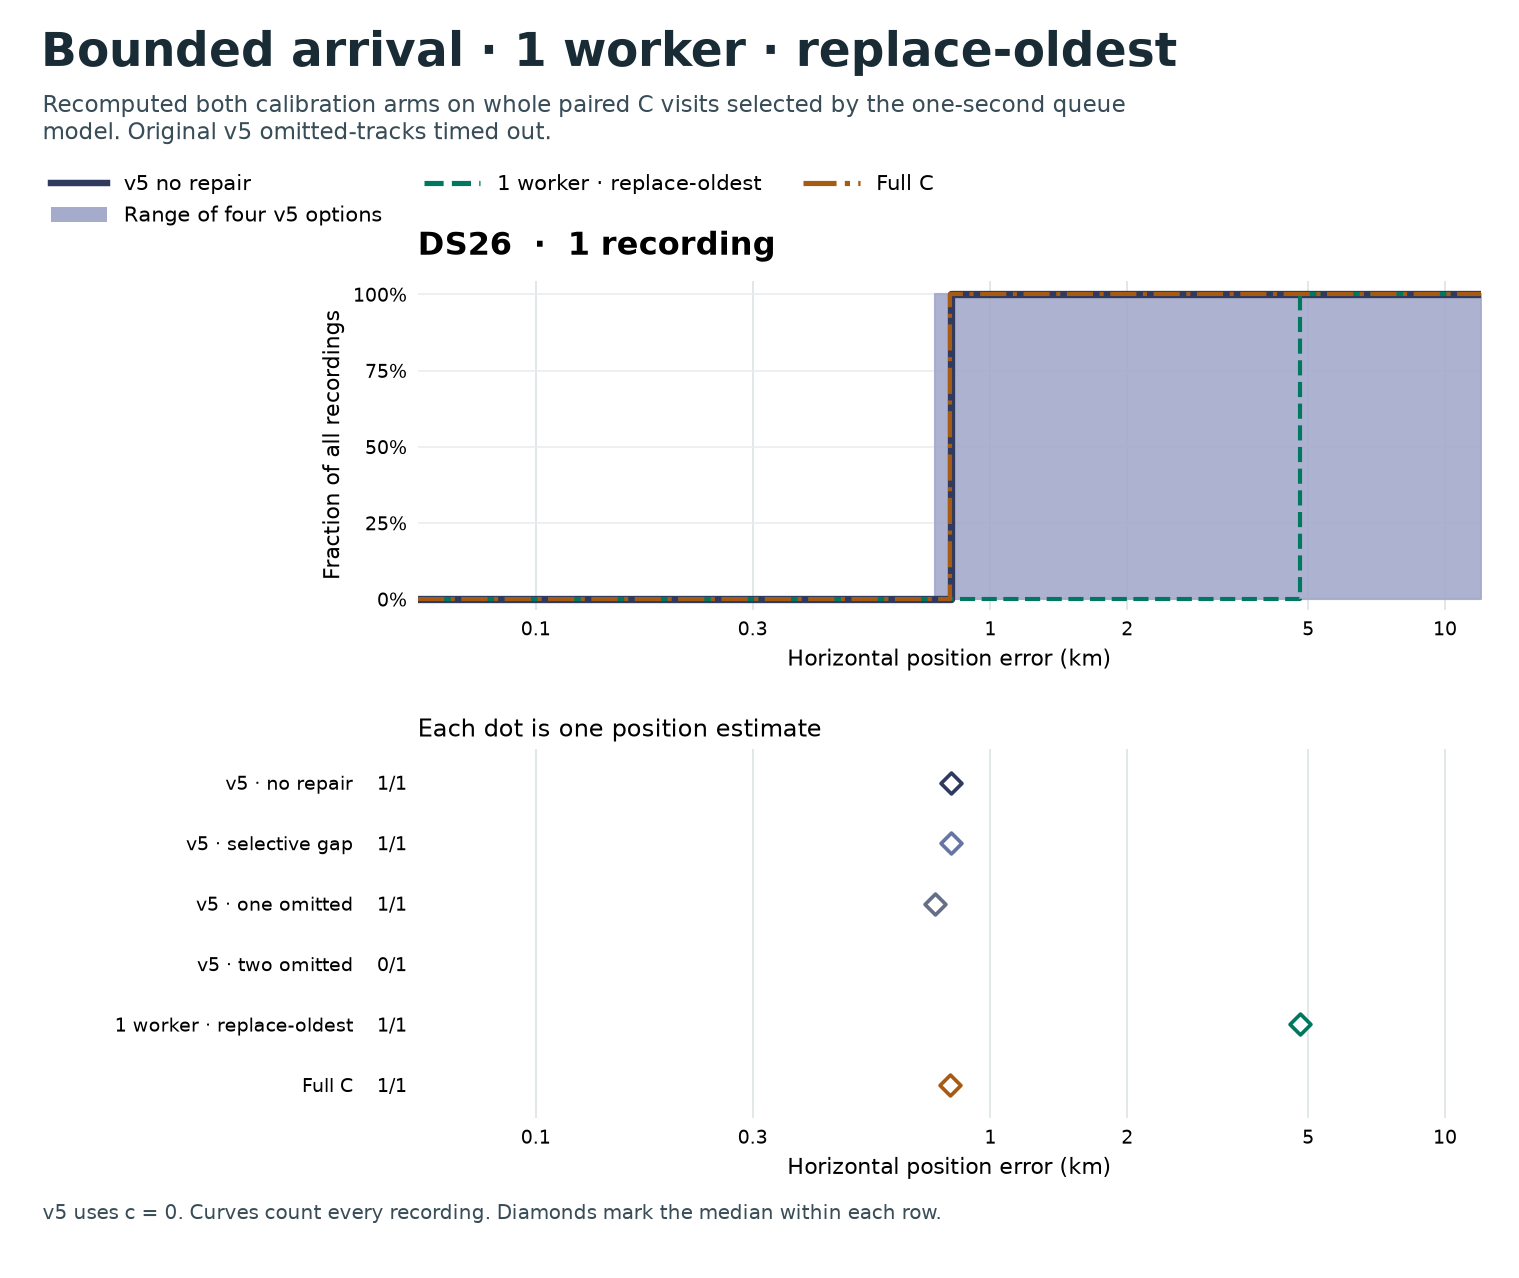 Bounded arrival · 1 worker · replace-oldest
Recomputed both calibration arms on whole paired C visits selected by the one-second queue
model. Original v5 omitted-tracks timed out.
v5 no repair
1 worker · replace-oldest
Full C
Range of four v5 options
DS26 · 1 recording
Fraction of all recordings
100%
75%
50%
25%
0%
0.1 0.3 1 2 5 10
Horizontal position error (km)
Each dot is one position estimate
v5 · no repair 1/1
v5 · selective gap 1/1
v5 · one omitted 1/1
v5 · two omitted 0/1
1 worker · replace-oldest 1/1
Full C 1/1
0.1 0.3 1 2 5 10
Horizontal position error (km)
v5 uses c = 0. Curves count every recording. Diamonds mark the median within each row.